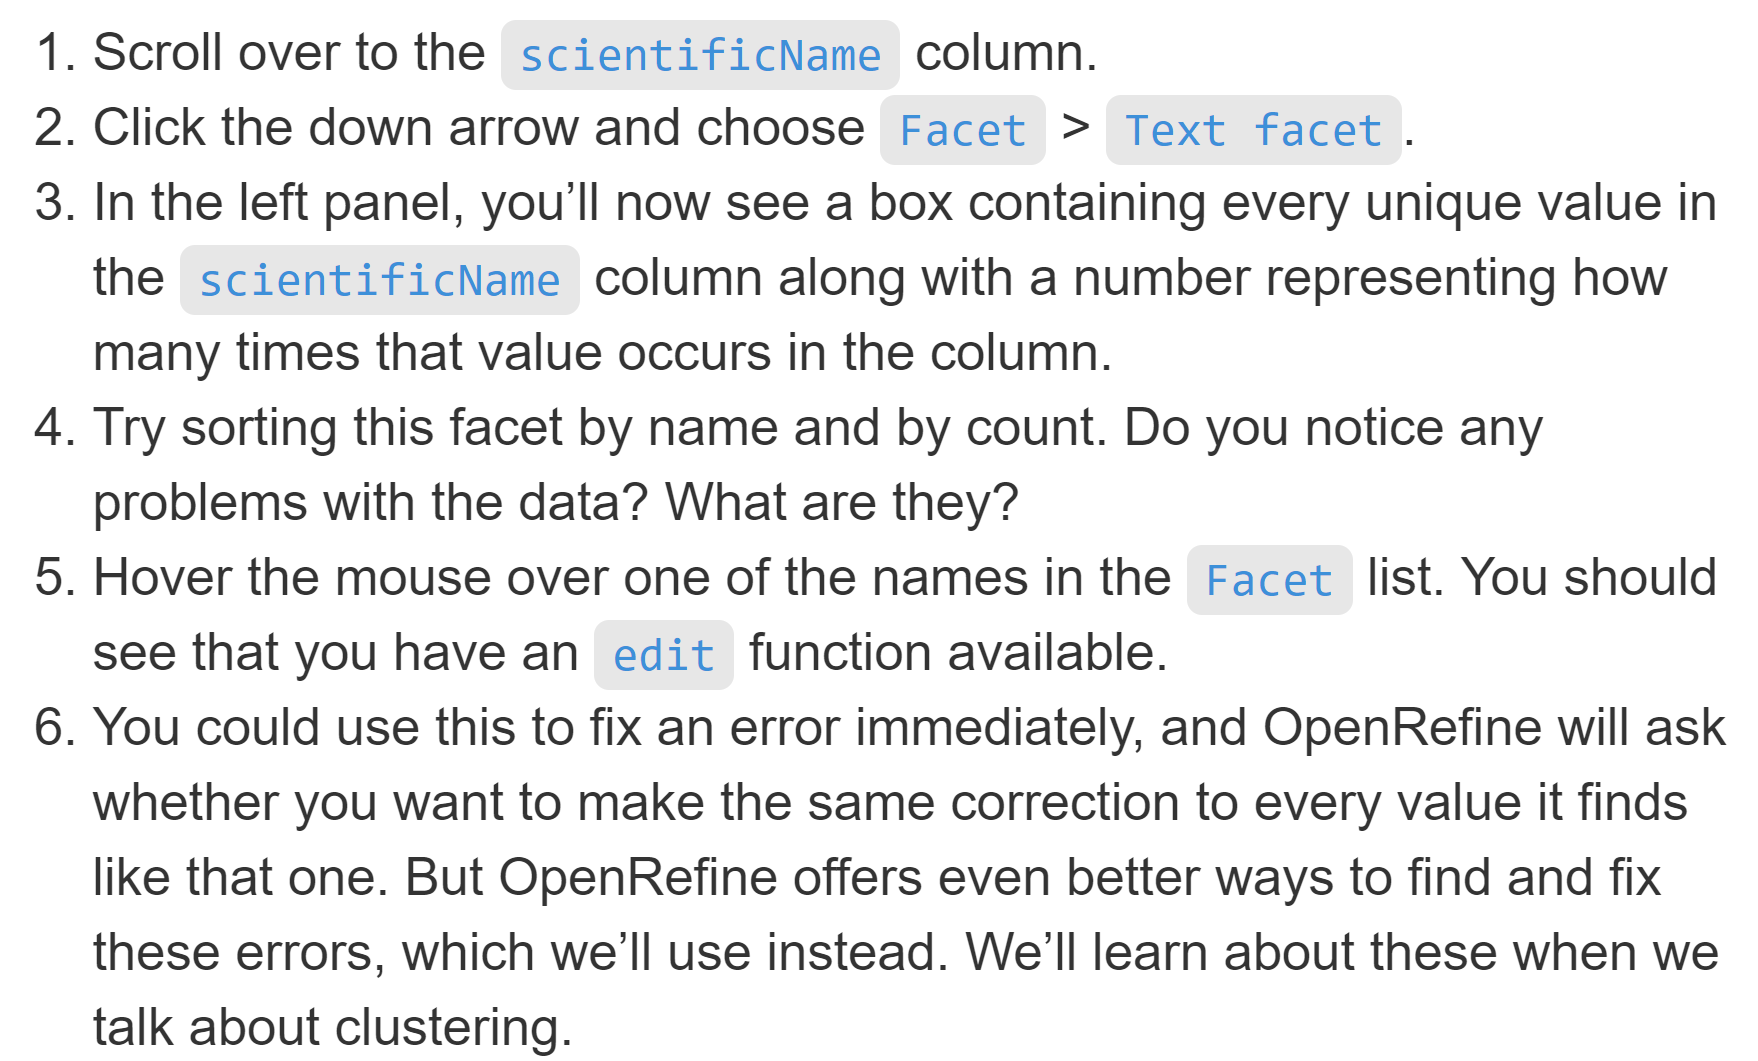 1. Scroll over to the scientificName column.
2. Click the down arrow and choose Facet > Text facet.
3. In the left panel, you’ll now see a box containing every unique value in
the scientificName column along with a number representing how
many times that value occurs in the column.
4. Try sorting this facet by name and by count. Do you notice any
problems with the data? What are they?
5. Hover the mouse over one of the names in the Facet list. You should
see that you have an edit function available.
6. You could use this to fix an error immediately, and OpenRefine will ask
whether you want to make the same correction to every value it finds
like that one. But OpenRefine offers even better ways to find and fix
these errors, which we’ll use instead. We’ll learn about these when we
talk about clustering.